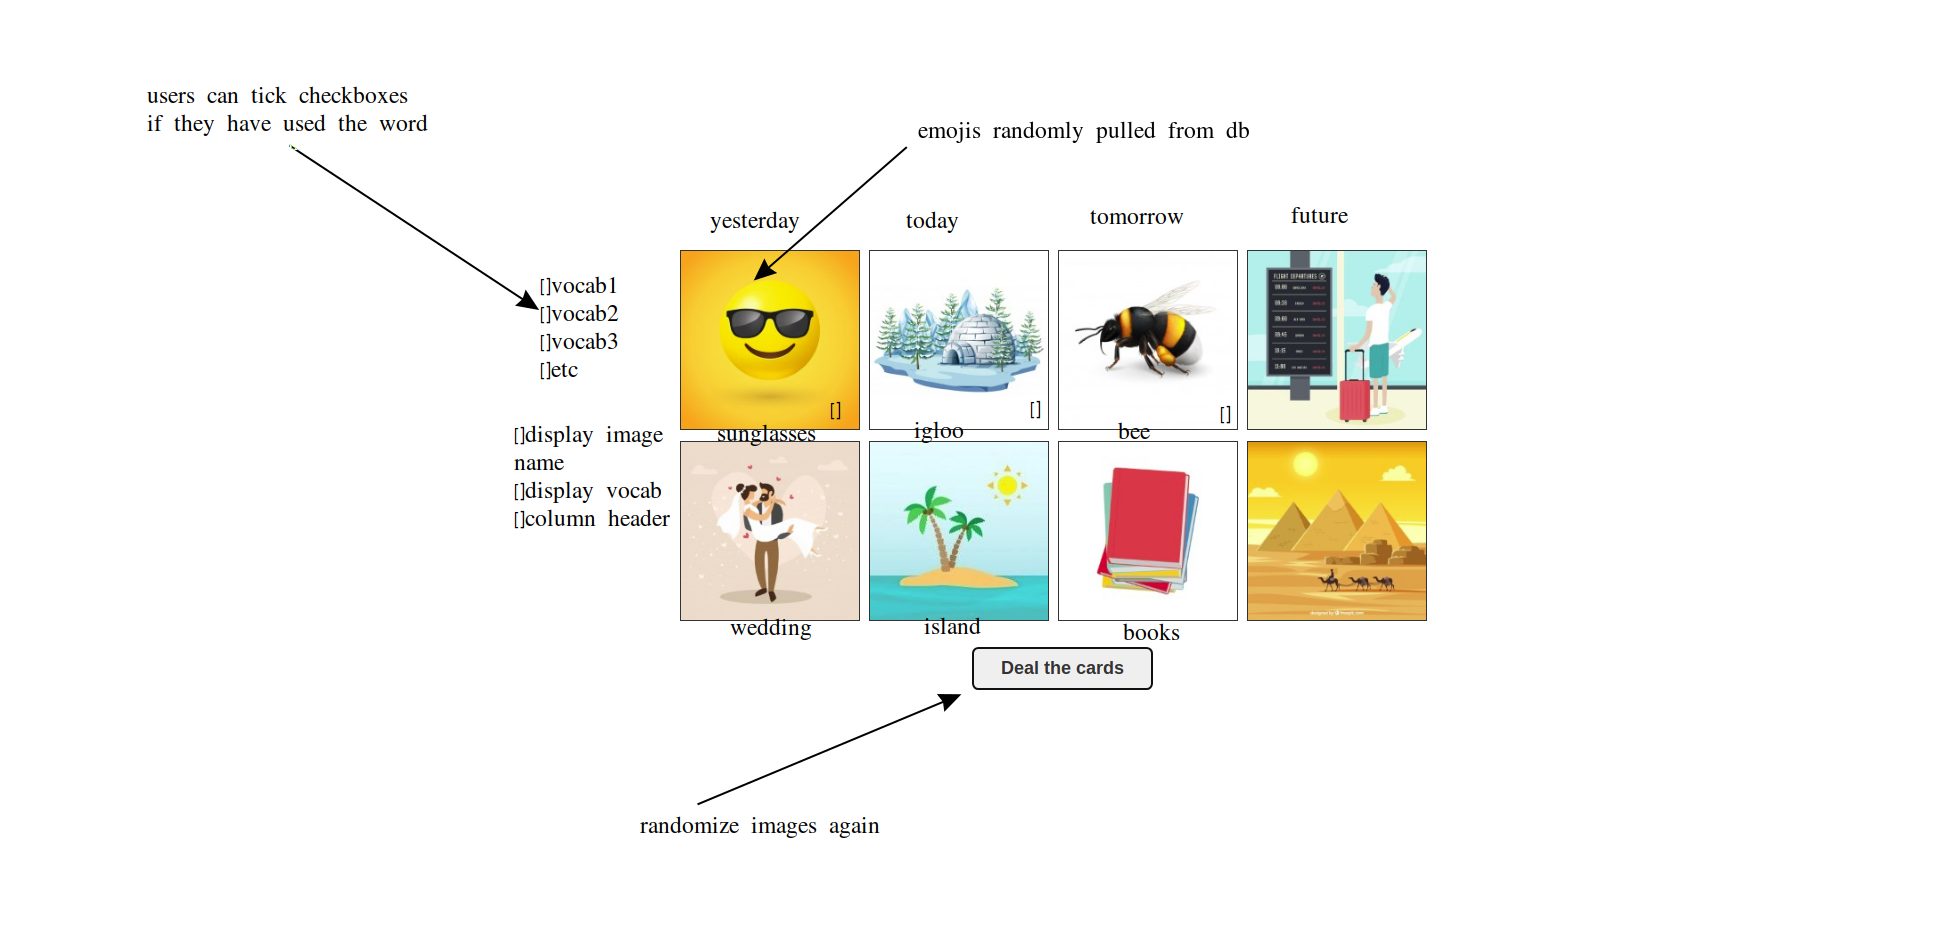 users can tick checkboxes
if they have used the word
emojis randomly pulled from db
yesterday
today
tomorrow
future
[]vocab1
[]vocab2
[]vocab3
[]etc
FLIGHT DEPARTURES
[]
[]
[]
sunglasses
igloo
bee
[]display image
name
[]display vocab
[]column header
wedding
island
books
Deal the cards
randomize images again